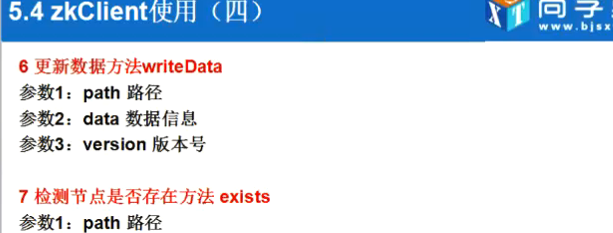 5.4 zkClient使用（四）
www.bjsx
6 更新数据方法writeData
参数1：path 路径
参数2：data 数据信息
参数3：version 版本号
7 检测节点是否存在方法 exists
参数1：path 路径